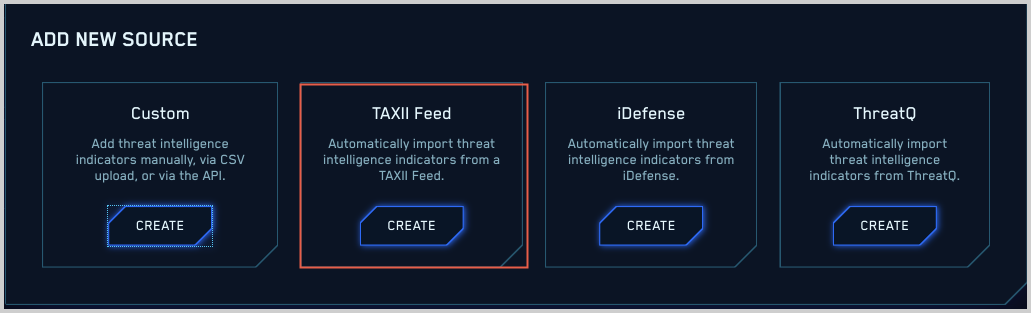 ADD NEW SOURCE
Custom
Add threat intelligence
indicators manually, via CSV
upload, or via the API.
CREATE
TAXII Feed
Automatically import threat
intelligence indicators from a
TAXII Feed.
CREATE
iDefense
Automatically import threat
intelligence indicators from
iDefense.
CREATE
ThreatQ
Automatically import
threat intelligence
indicators from ThreatQ.
CREATE